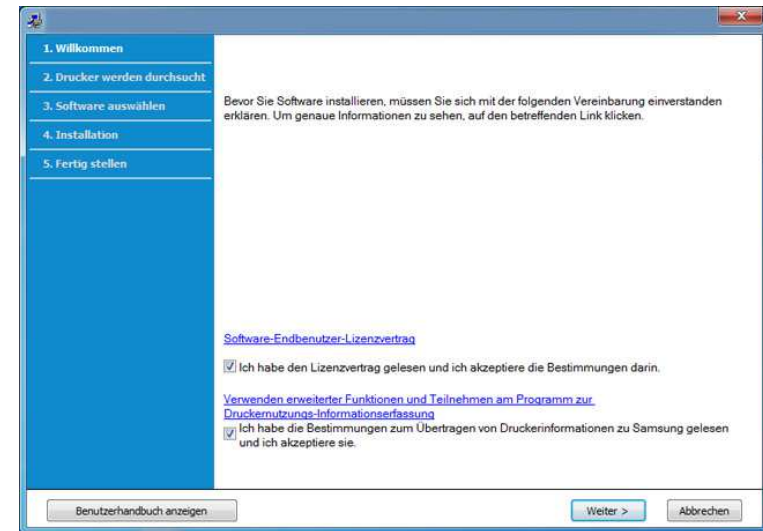 1. Willkommen
2. Drucker werden durchsucht
3. Software auswählen
4. Installation
5. Fertig stellen
Bevor Sie Software installieren, müssen Sie sich mit der folgenden Vereinbarung einverstanden
erklären. Um genaue Informationen zu sehen, auf den betreffenden Link klicken.
Software-Endbenutzer-Lizenzvertrag
Ich habe den Lizenzvertrag gelesen und ich akzeptiere die Bestimmungen darin.
Verwenden erweiterter Funktionen und Teilnehmen am Programm zur
Druckernutzungs-Informationserfassung
Ich habe die Bestimmungen zum Übertragen von Druckerinformationen zu Samsung gelesen
und ich akzeptiere sie.
Benutzerhandbuch anzeigen
Weiter >
Abbrechen